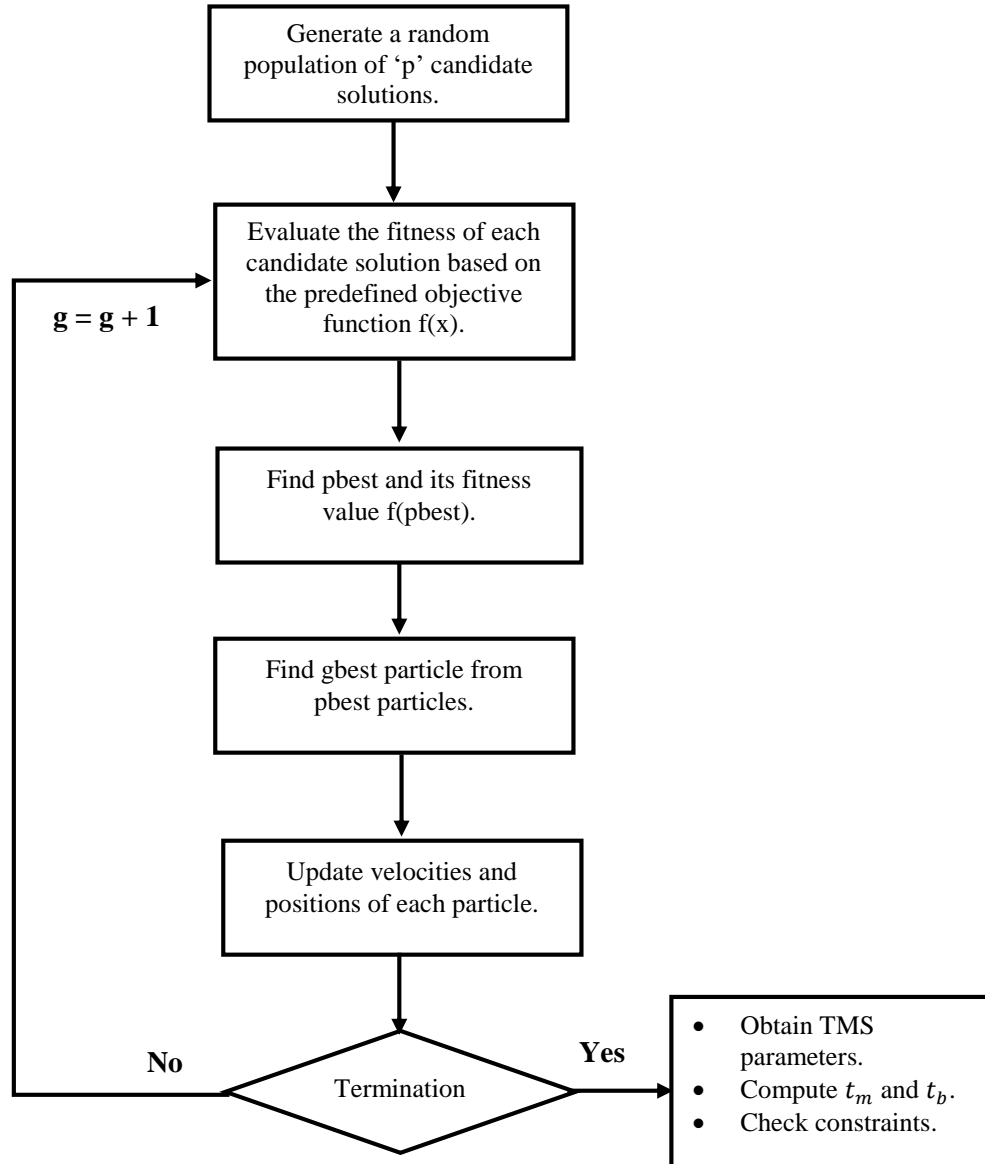 Generate a random
population of ‘p’ candidate
solutions.
Evaluate the fitness of each
candidate solution based on
the predefined objective
function f(x).
g = g + 1
Find pbest and its fitness
value f(pbest).
Find gbest particle from
pbest particles.
Update velocities and
positions of each particle.
No
Termination
Yes
• Obtain TMS
parameters.
• Compute t_m and t_b.
• Check constraints.